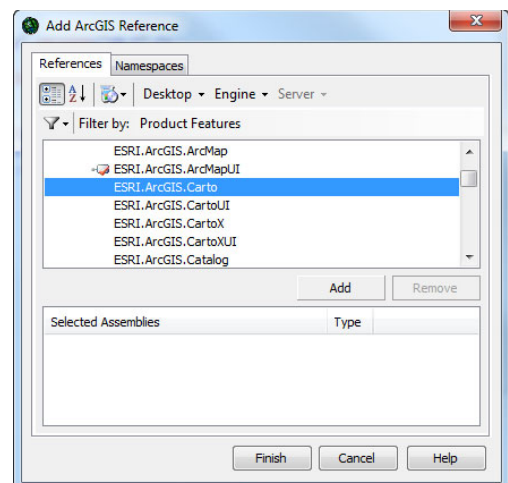 Add ArcGIS Reference
References Namespaces
Desktop Engine Server
Filter by: Product Features
ESRI.ArcGIS.ArcMap
ESRI.ArcGIS.ArcMapUI
ESRI.ArcGIS.Carto
ESRI.ArcGIS.CartoUI
ESRI.ArcGIS.CartoX
ESRI.ArcGIS.CartoXUI
ESRI.ArcGIS.Catalog
Add Remove
Selected Assemblies Type
Finish Cancel Help